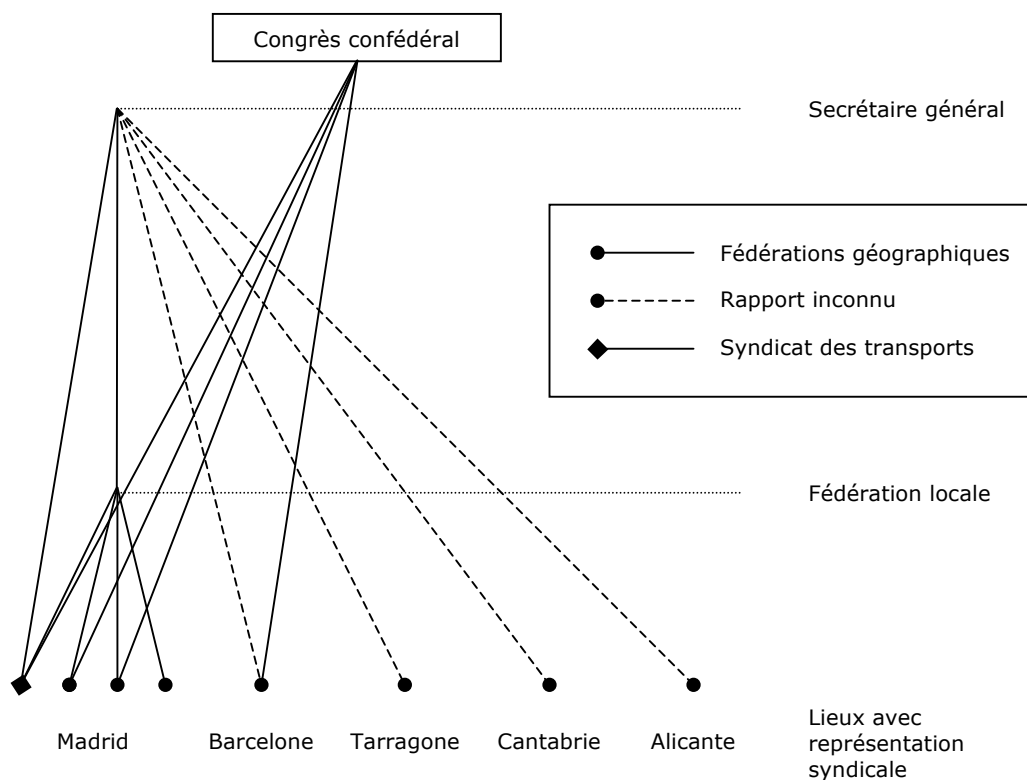 Congrès confédéral
Secrétaire général
Fédérations géographiques
Rapport inconnu
Syndicat des transports
Fédération locale
Madrid
Barcelone
Tarragone
Cantabrie
Alicante
Lieux avec
représentation
syndicale